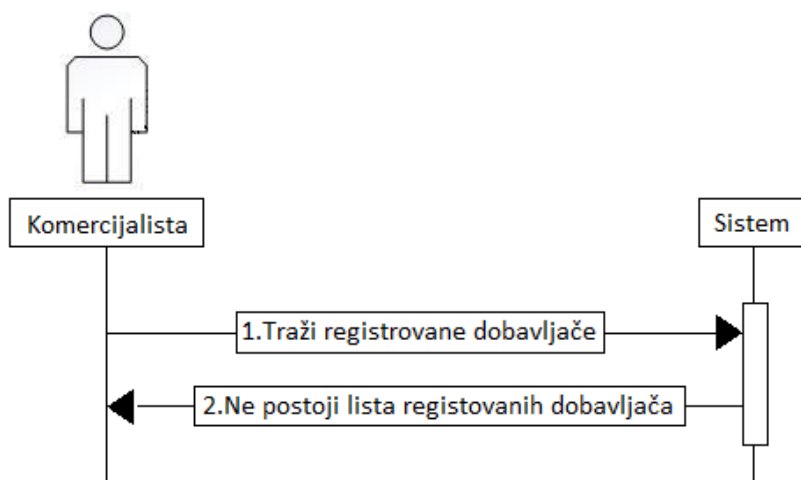 Komercijalista
Sistem
1.Traži registrovane dobavljače
2.Ne postoji lista registovanih dobavljača